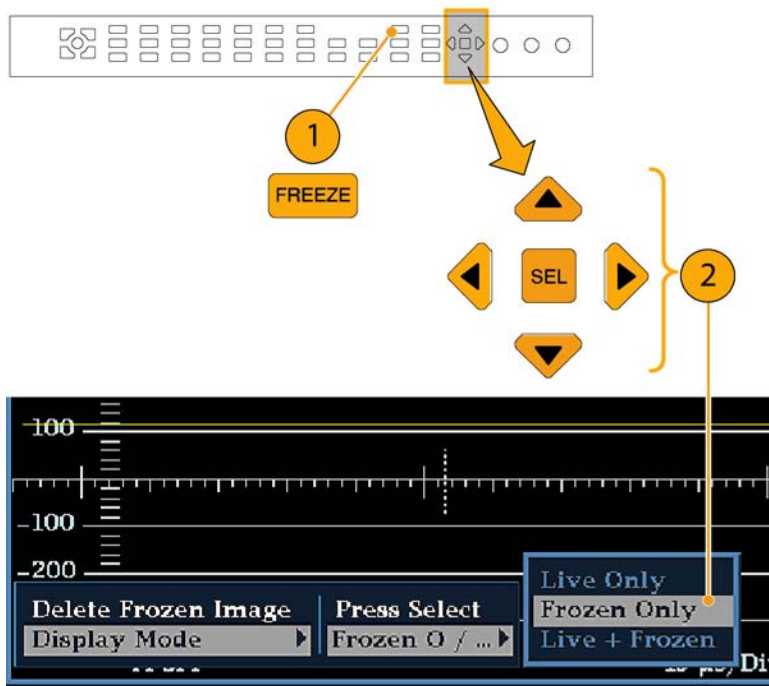 1
FREEZE
SEL
2
100
-100
-200
Live Only
Delete Frozen Image Press Select Frozen Only
Display Mode Frozen O / ... Live + Frozen